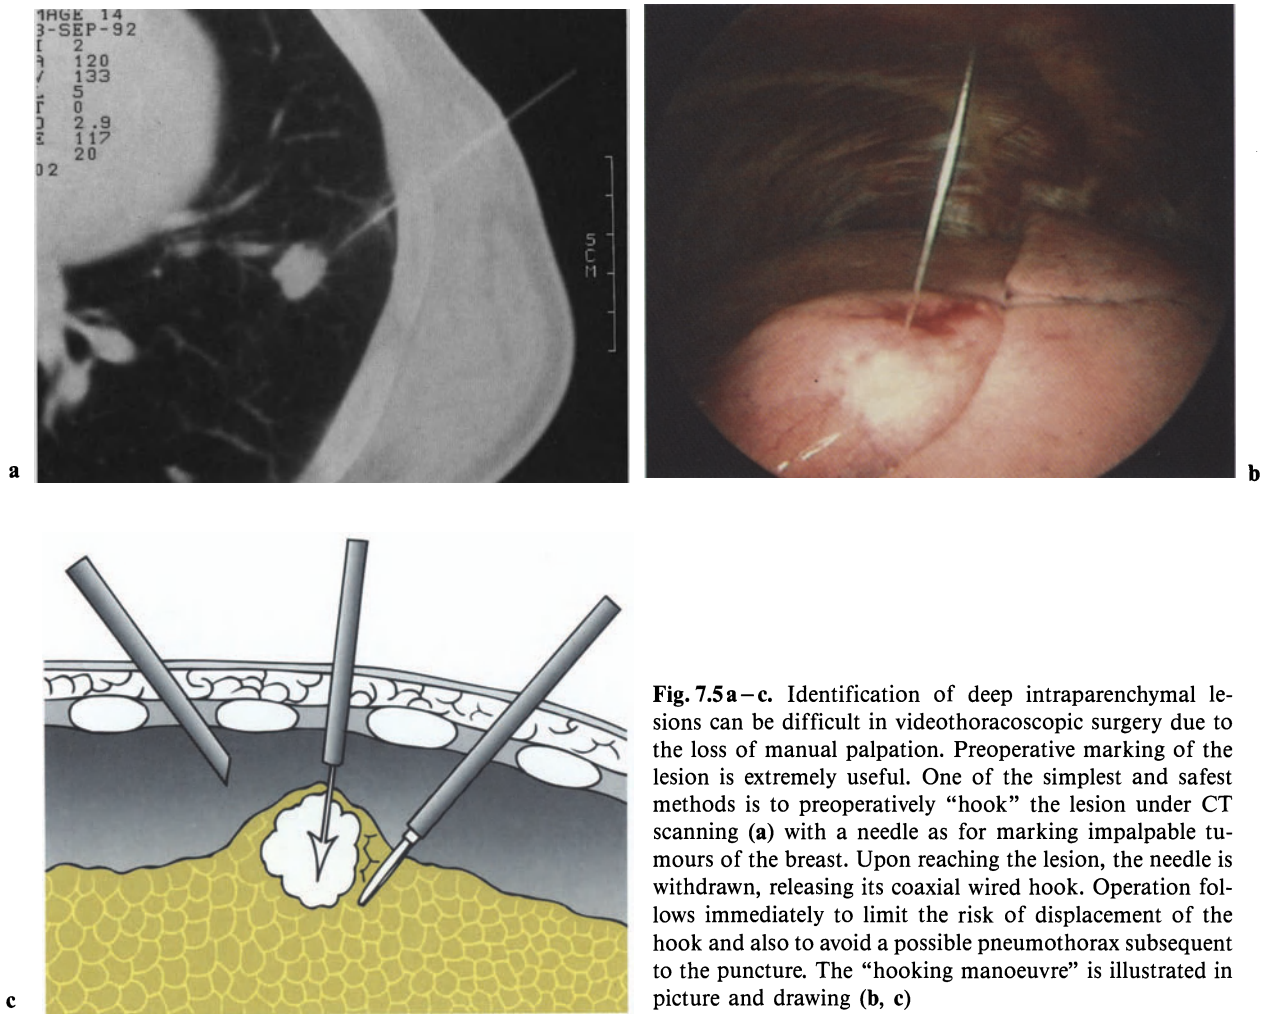 1AGE 14
3-SEP-92
I 2
A 120
V 133
5
T 0
2.9
E 117
20
02
5
C
M
a
b
c
Fig. 7.5 a–c. Identification of deep intraparenchymal le-
sions can be difficult in videothoracoscopic surgery due to
the loss of manual palpation. Preoperative marking of the
lesion is extremely useful. One of the simplest and safest
methods is to preoperatively “hook” the lesion under CT
scanning (a) with a needle as for marking impalpable tu-
mours of the breast. Upon reaching the lesion, the needle is
withdrawn, releasing its coaxial wired hook. Operation fol-
lows immediately to limit the risk of displacement of the
hook and also to avoid a possible pneumothorax subsequent
to the puncture. The “hooking manoeuvre” is illustrated in
picture and drawing (b, c)